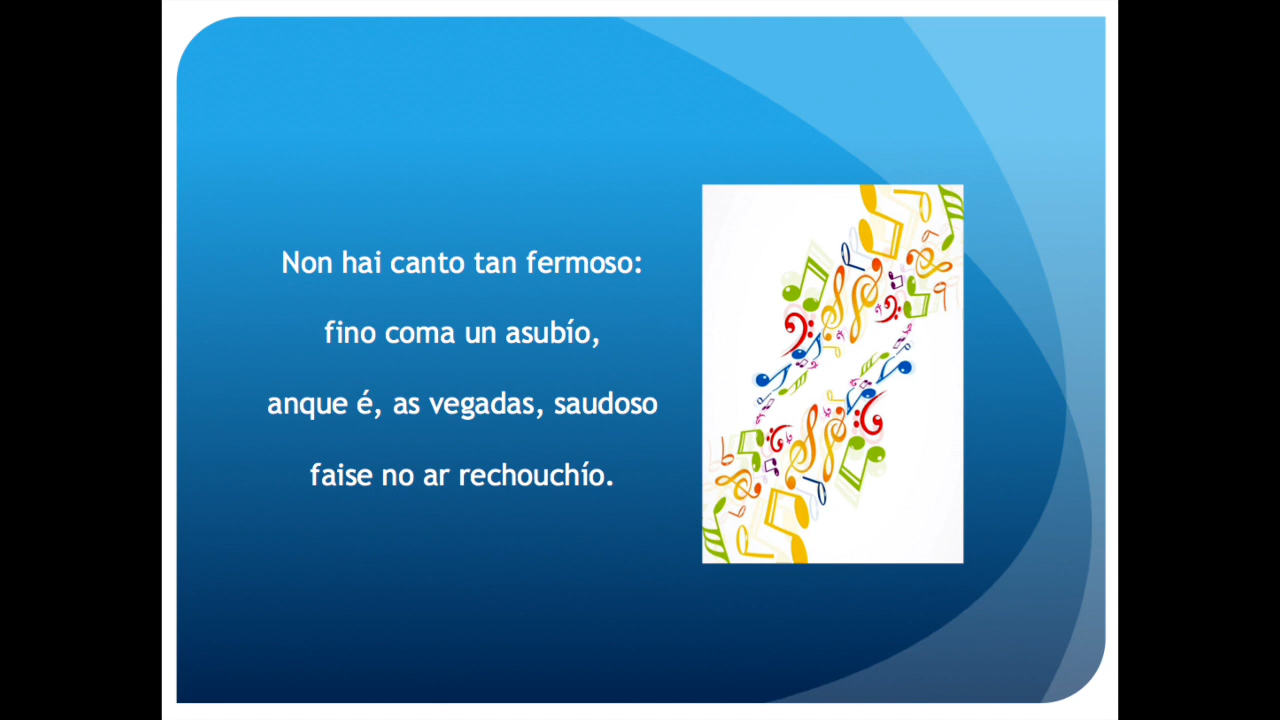 Non hai canto tan fermoso:
fino coma un asubío,
anque é, as vegadas, saudoso
faise no ar rechouchío.